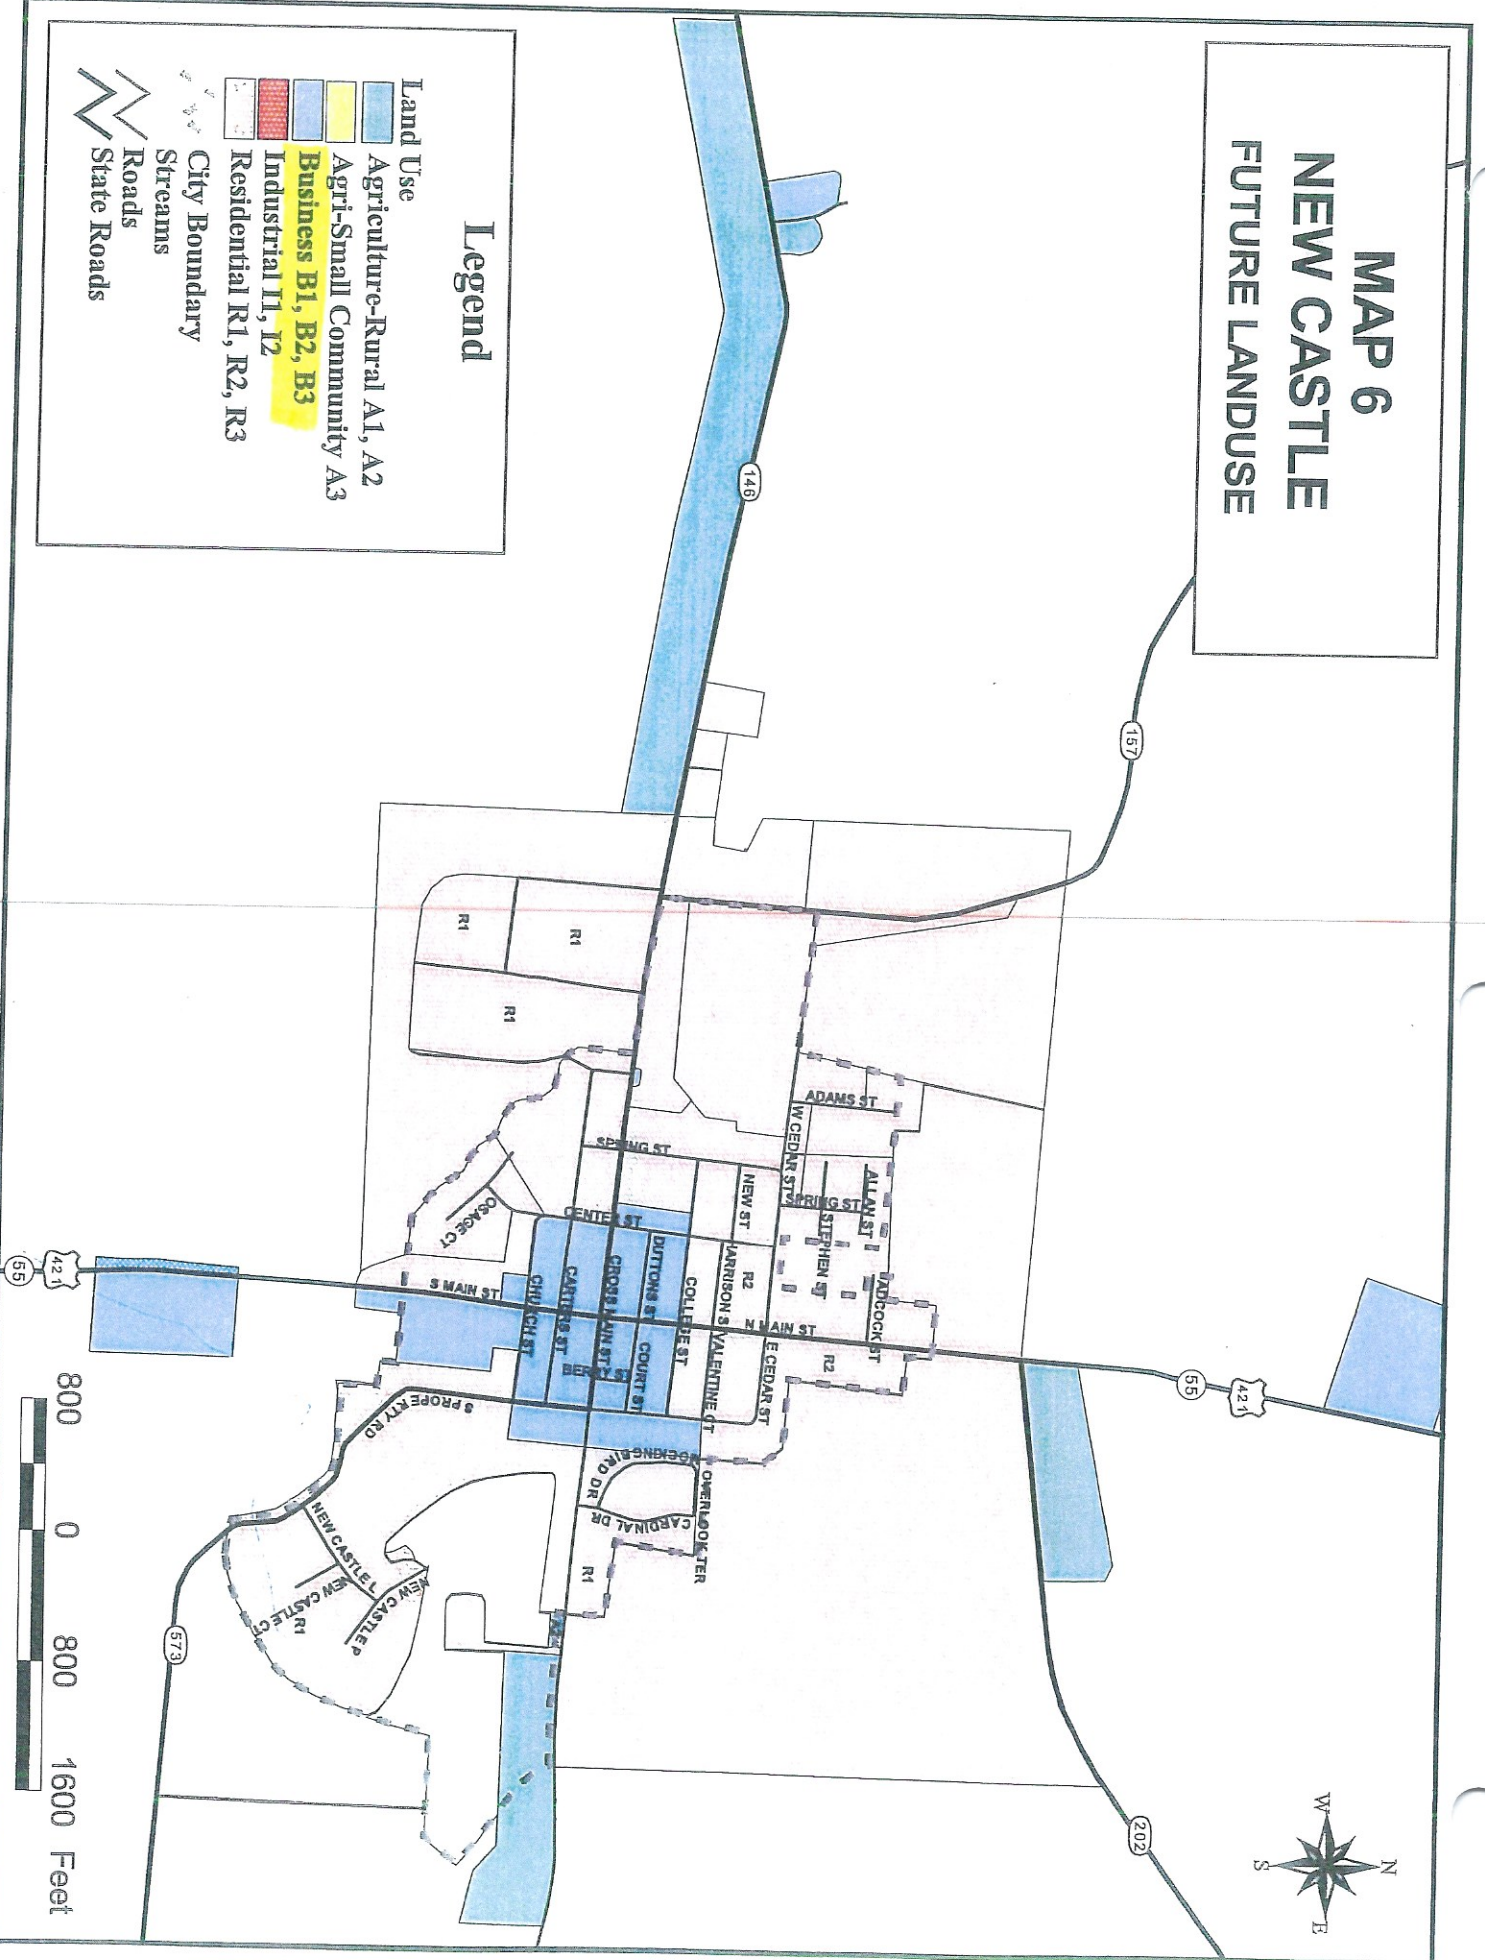 MAP 6
NEW CASTLE
FUTURE LANDUSE
Legend
Land Use
Agriculture-Rural A1, A2
Agri-Small Community A3
Business B1, B2, B3
Industrial I1, I2
Residential R1, R2, R3
City Boundary
Streams
Roads
State Roads
146
157
R1
R1
R1
ADAMS ST
W CEDAR ST
SPRING ST
ALLAN ST
SPRING ST
STEPHEN ST
NEW ST
OSAGE CT
CENTER ST
DUTTONS ST
HARRISON S
R2
ADCOCK ST
CROSS MAIN ST
CARTERS ST
CHURCH ST
COLLEGE ST
S MAIN ST
N MAIN ST
R2
E CEDAR ST
VALENTINE CT
COURT ST
BERRY ST
S PROPERTY RD
MOCKINGBIRD DR
OVERLOOK TER
CARDINAL DR
R1
NEW CASTLE L
NEW CASTLE CT
NEW CASTLE P
R1
421
55
55
421
573
202
800 0 800 1600 Feet
N
W E
S